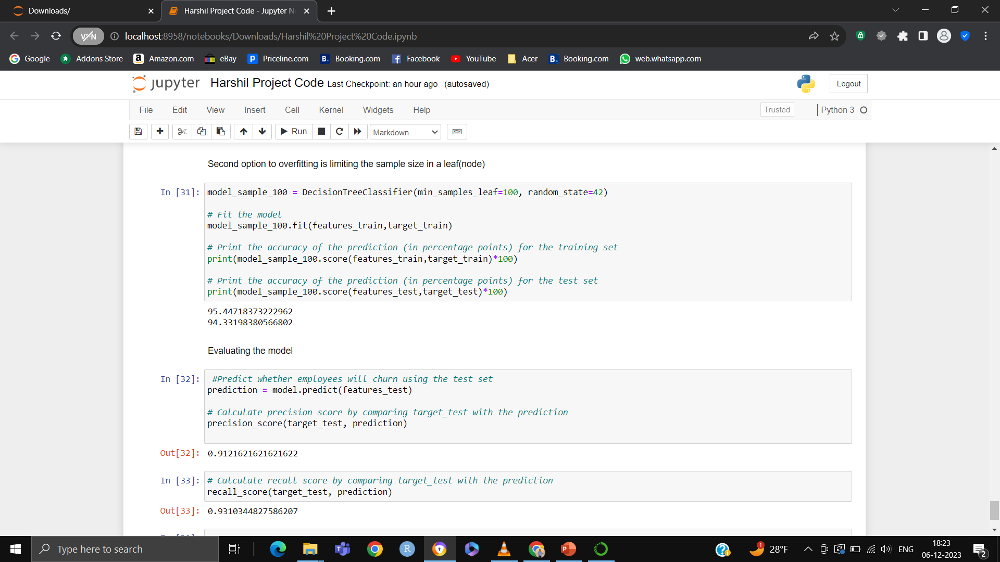 Downloads/
Harshil Project Code - Jupyter N
VPN
localhost:8958/notebooks/Downloads/Harshil%20Project%20Code.ipynb
Google
Addons Store
Amazon.com
eBay
Priceline.com
Booking.com
Facebook
YouTube
Acer
Booking.com
web.whatsapp.com
jupyter Harshil Project Code Last Checkpoint: an hour ago (autosaved)
Logout
File Edit View Insert Cell Kernel Widgets Help
Trusted
Python 3
Run
Markdown
Second option to overfitting is limiting the sample size in a leaf(node)
In [31]: model_sample_100 = DecisionTreeClassifier(min_samples_leaf=100, random_state=42)
# Fit the model
model_sample_100.fit(features_train,target_train)
# Print the accuracy of the prediction (in percentage points) for the training set
print(model_sample_100.score(features_train,target_train)*100)
# Print the accuracy of the prediction (in percentage points) for the test set
print(model_sample_100.score(features_test,target_test)*100)
95.44718373222962
94.33198380566802
Evaluating the model
In [32]: #Predict whether employees will churn using the test set
prediction = model.predict(features_test)
# Calculate precision score by comparing target_test with the prediction
precision_score(target_test, prediction)
Out[32]: 0.9121621621621622
In [33]: # Calculate recall score by comparing target_test with the prediction
recall_score(target_test, prediction)
Out[33]: 0.9310344827586207
Type here to search
1
28°F
ENG
18:23
06-12-2023
2